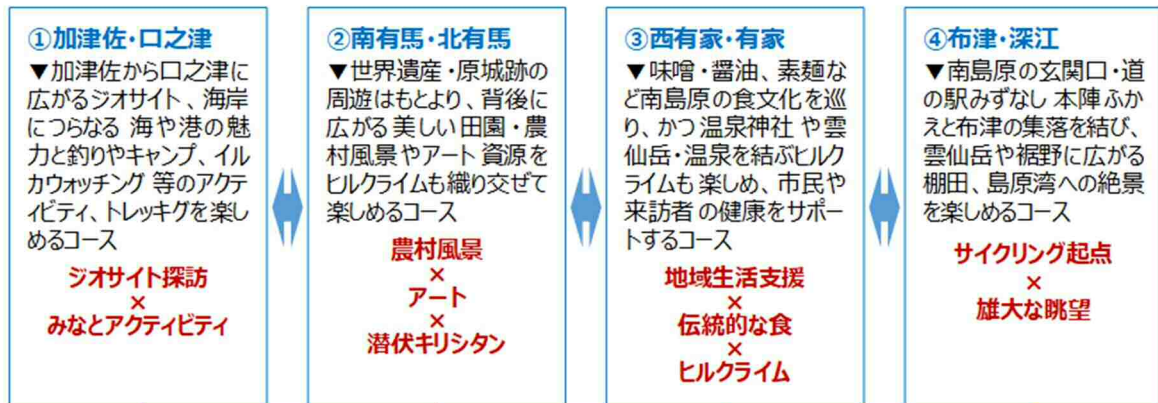 ①加津佐・口之津
▼加津佐から口之津に
広がるジオサイト、海岸
につらなる 海や港の魅
力と釣りやキャンプ、イル
カウォッチング 等のアクテ
ィビティ、トレッキグを楽し
めるコース
ジオサイト探訪
×
みなとアクティビティ
②南有馬・北有馬
▼世界遺産・原城跡の
周遊はもとより、背後に
広がる 美しい 田園・農
村風景やアート 資源を
ヒルクライムも織り交ぜて
楽しめるコース
農村風景
×
アート
×
潜伏キリシタン
③西有家・有家
▼味噌・醤油、素麺な
ど南島原の食文化を巡
り、かつ 温泉神社 や雲
仙岳・温泉を結ぶヒルク
ライムも 楽しめ、市民や
来訪者 の健康をサポー
トするコース
地域生活支援
×
伝統的な食
×
ヒルクライム
④布津・深江
▼南島原の玄関口・道
の駅みずなし 本陣 ふか
えと布津の集落を結び、
雲仙岳や裾野に広がる
棚田、島原湾への絶景
を楽しめるコース
サイクリング起点
×
雄大な眺望